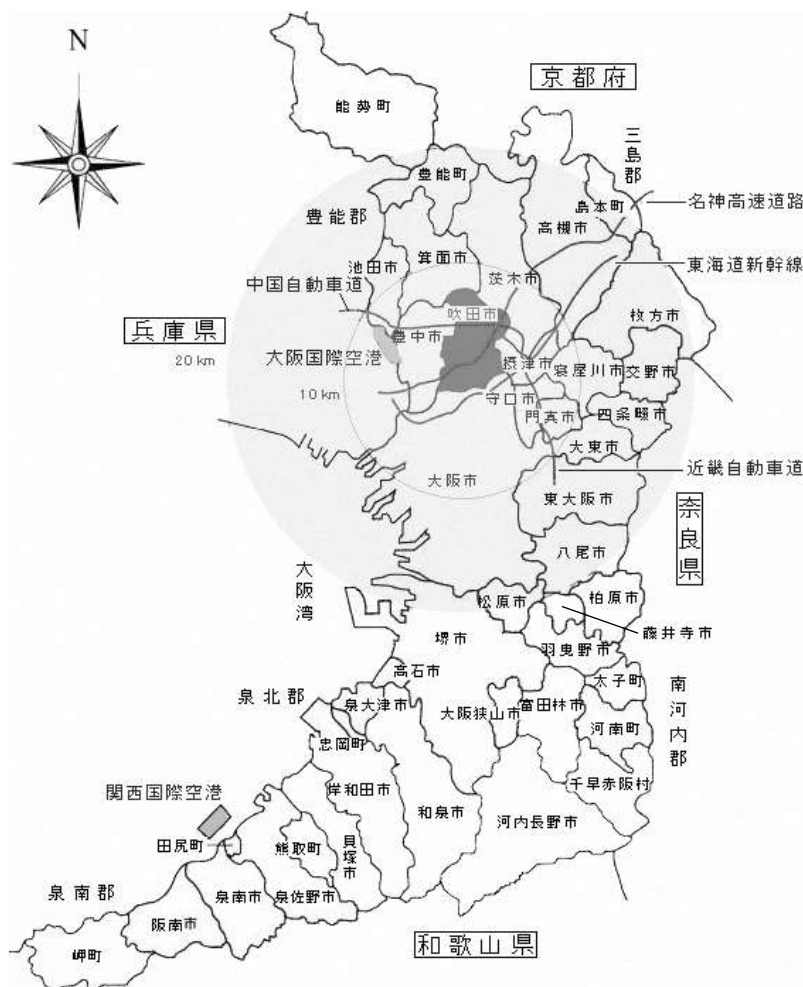 N
京都府
能勢町
三島郡
豊能町
島本町
名神高速道路
豊能郡
高槻市
箕面市
東海道新幹線
池田市
茨木市
中国自動車道
吹田市
枚方市
兵庫県
豊中市
大阪国際空港
20 km
摂津市
寝屋川市
交野市
10 km
守口市
門真市
四条畷市
大東市
大阪市
近畿自動車道
東大阪市
奈良県
八尾市
大阪湾
松原市
柏原市
堺市
藤井寺市
羽曳野市
高石市
太子町
南河内郡
泉北郡
泉大津市
大阪狭山市
富田林市
河南町
忠岡町
岸和田市
千早赤阪村
関西国際空港
和泉市
河内長野市
田尻町
熊取町
貝塚市
泉南郡
泉南市
泉佐野市
阪南市
岬町
和歌山県